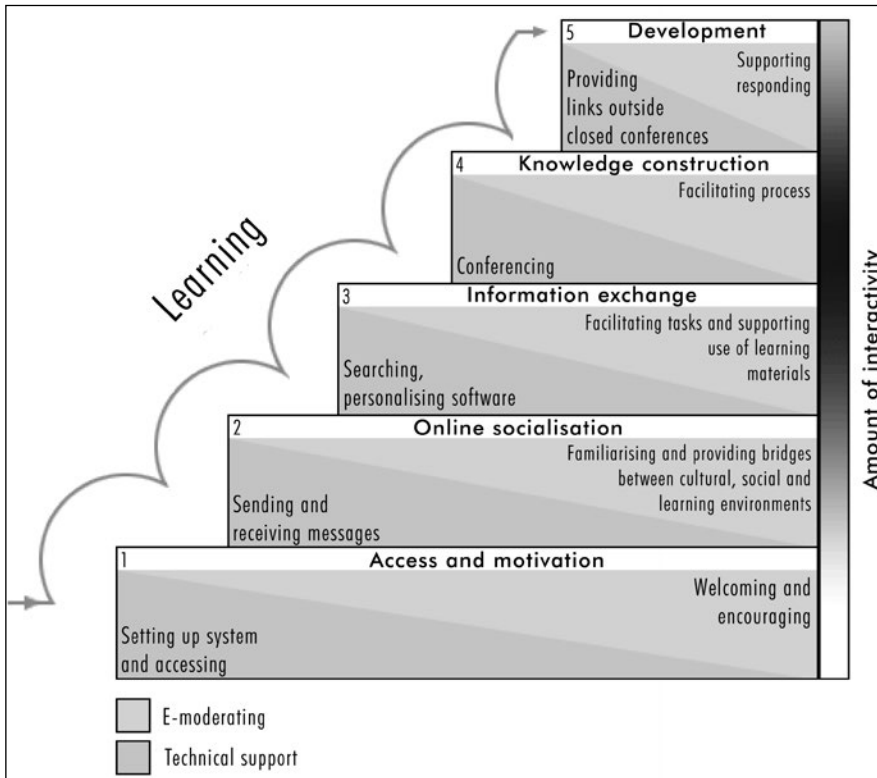 5
Development
Supporting
responding
Providing
links outside
closed conferences
4
Knowledge construction
Facilitating process
Conferencing
3
Information exchange
Facilitating tasks and supporting
use of learning
materials
Searching,
personalising software
2
Online socialisation
Familiarising and providing bridges
between cultural, social and
learning environments
Sending and
receiving messages
1
Access and motivation
Welcoming and
encouraging
Setting up system
and accessing
Learning
Amount of interactivity
E-moderating
Technical support